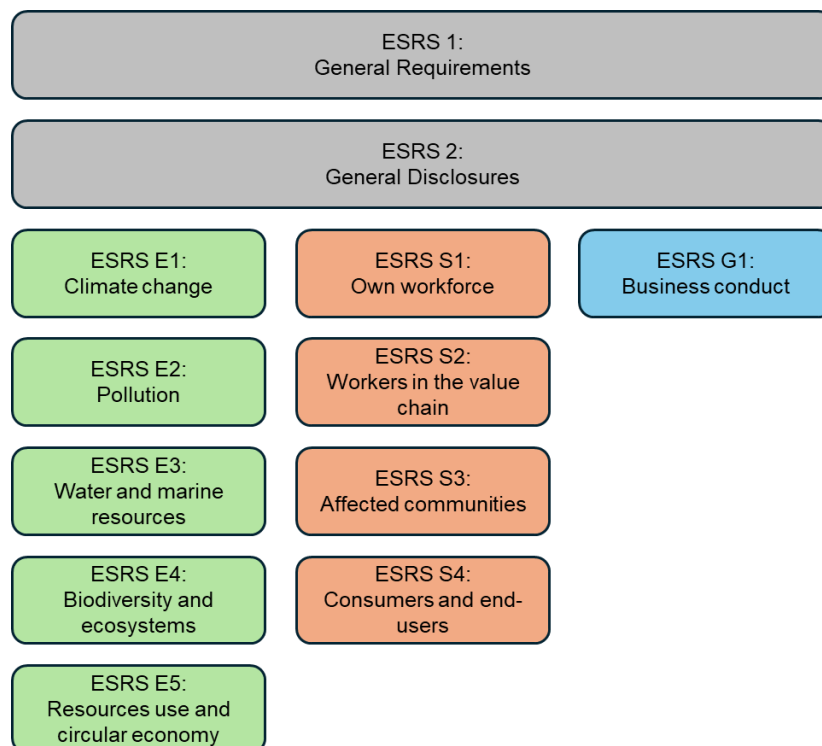 ESRS 1:
General Requirements
ESRS 2:
General Disclosures
ESRS E1:
Climate change
ESRS S1:
Own workforce
ESRS G1:
Business conduct
ESRS E2:
Pollution
ESRS S2:
Workers in the value
chain
ESRS E3:
Water and marine
resources
ESRS S3:
Affected communities
ESRS E4:
Biodiversity and
ecosystems
ESRS S4:
Consumers and end-
users
ESRS E5:
Resources use and
circular economy